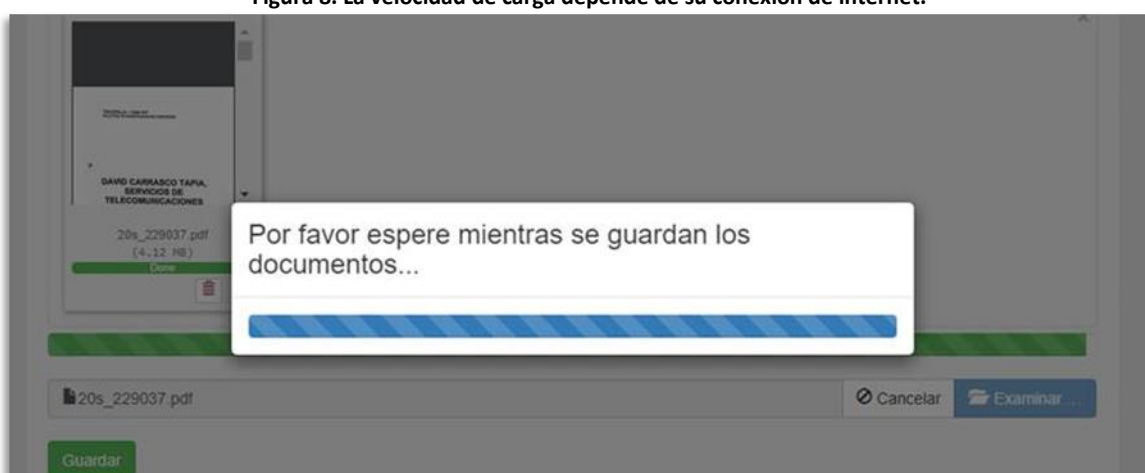 Figura 8. La velocidad de carga depende de su conexión de internet.
DAVID CARRASCO TAPIA,
SERVICIOS DE
TELECOMUNICACIONES
20s_229037.pdf
(4.12 MB)
Done
Por favor espere mientras se guardan los
documentos...
20s_229037.pdf
Cancelar
Examinar ...
Guardar